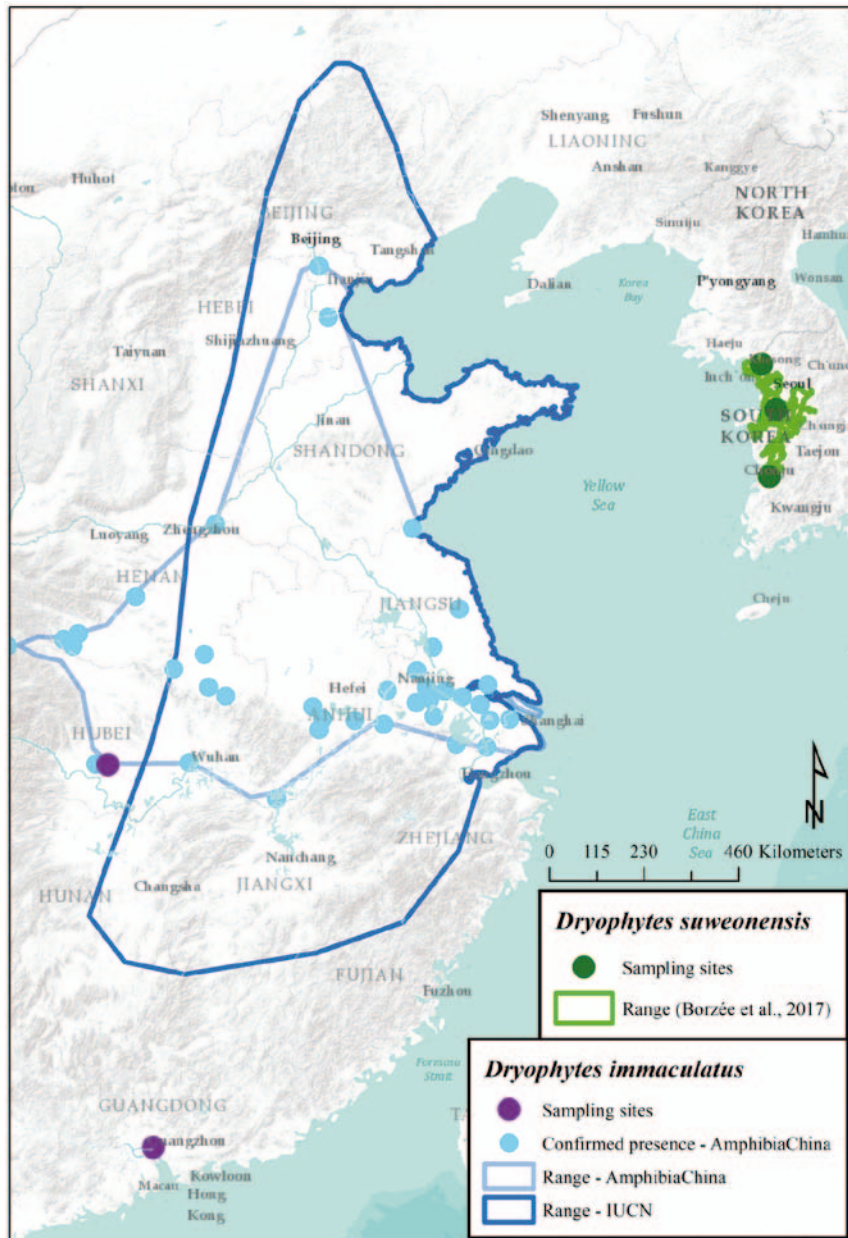 Shenyang Fushun
LIAONING
Anshan Kanggye
Huhot
NORTH
KOREA
BEIJING
Beijing
Tangshan
Tianjin
Sinuiju
Dalian
Korea
Bay
P'yongyang
Wonsan
HEBEI
Shijiazhuang
Taiyuan
SHANXI
Haeju
Inch'on
Seoul
Jinan
SHANDONG
SOUTH
KOREA
Taejon
Qingdao
Chonju
Yellow
Sea
Kwangju
Luoyang
Zhengzhou
HENAN
JIANGSU
Cheju
Hefei
Nanjing
ANHUI
Shanghai
HUBEI
Wuhan
Hangzhou
N
East
China
Sea
ZHEJIANG
0 115 230 460 Kilometers
Nanchang
Changsha
HUNAN
JIANGXI
FUJIAN
Fuzhou
Formosa
Strait
GUANGDONG
Guangzhou
TA
Macau
Kowloon
Hong
Kong
Dryophytes suweonensis
Sampling sites
Range (Borzée et al., 2017)
Dryophytes immaculatus
Sampling sites
Confirmed presence - AmphibiaChina
Range - AmphibiaChina
Range - IUCN